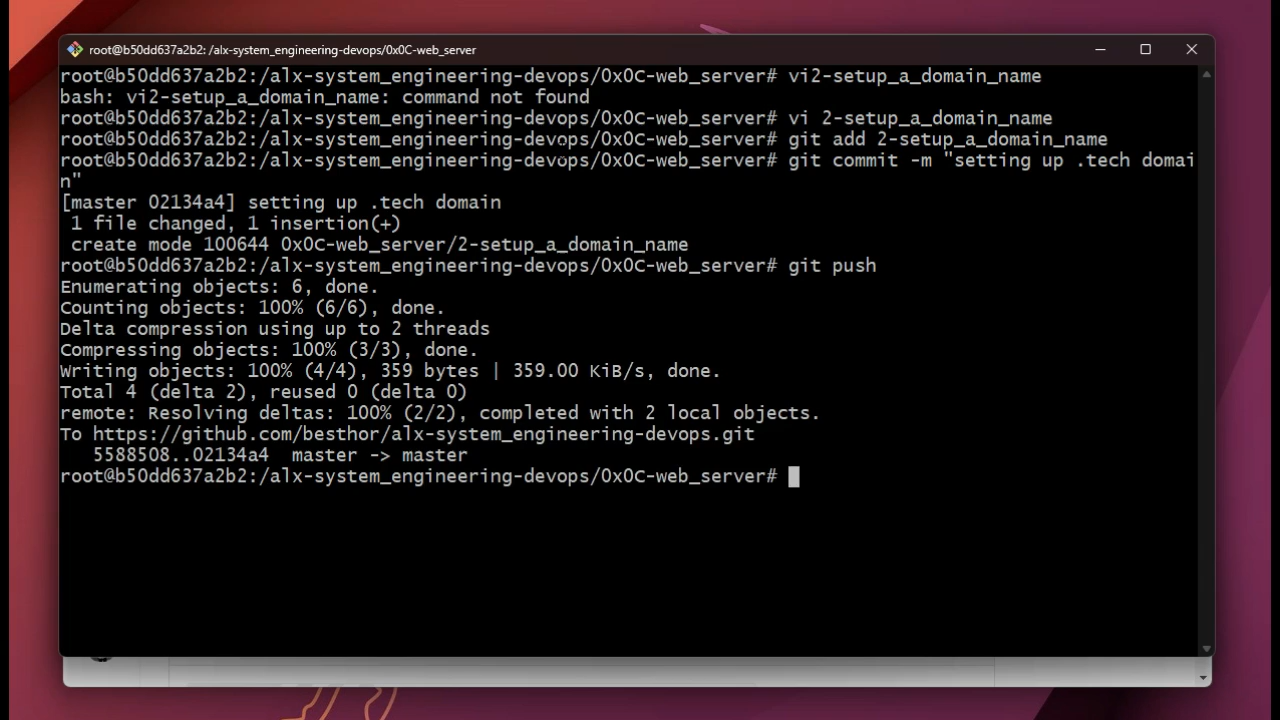 root@b50dd637a2b2: /alx-system_engineering-devops/0x0C-web_server
root@b50dd637a2b2:/alx-system_engineering-devops/0x0C-web_server# vi2-setup_a_domain_name
bash: vi2-setup_a_domain_name: command not found
root@b50dd637a2b2:/alx-system_engineering-devops/0x0C-web_server# vi 2-setup_a_domain_name
root@b50dd637a2b2:/alx-system_engineering-devops/0x0C-web_server# git add 2-setup_a_domain_name
root@b50dd637a2b2:/alx-system_engineering-devops/0x0C-web_server# git commit -m "setting up .tech domai
n"
[master 02134a4] setting up .tech domain
 1 file changed, 1 insertion(+)
 create mode 100644 0x0C-web_server/2-setup_a_domain_name
root@b50dd637a2b2:/alx-system_engineering-devops/0x0C-web_server# git push
Enumerating objects: 6, done.
Counting objects: 100% (6/6), done.
Delta compression using up to 2 threads
Compressing objects: 100% (3/3), done.
Writing objects: 100% (4/4), 359 bytes | 359.00 KiB/s, done.
Total 4 (delta 2), reused 0 (delta 0)
remote: Resolving deltas: 100% (2/2), completed with 2 local objects.
To https://github.com/besthor/alx-system_engineering-devops.git
   5588508..02134a4  master -> master
root@b50dd637a2b2:/alx-system_engineering-devops/0x0C-web_server#